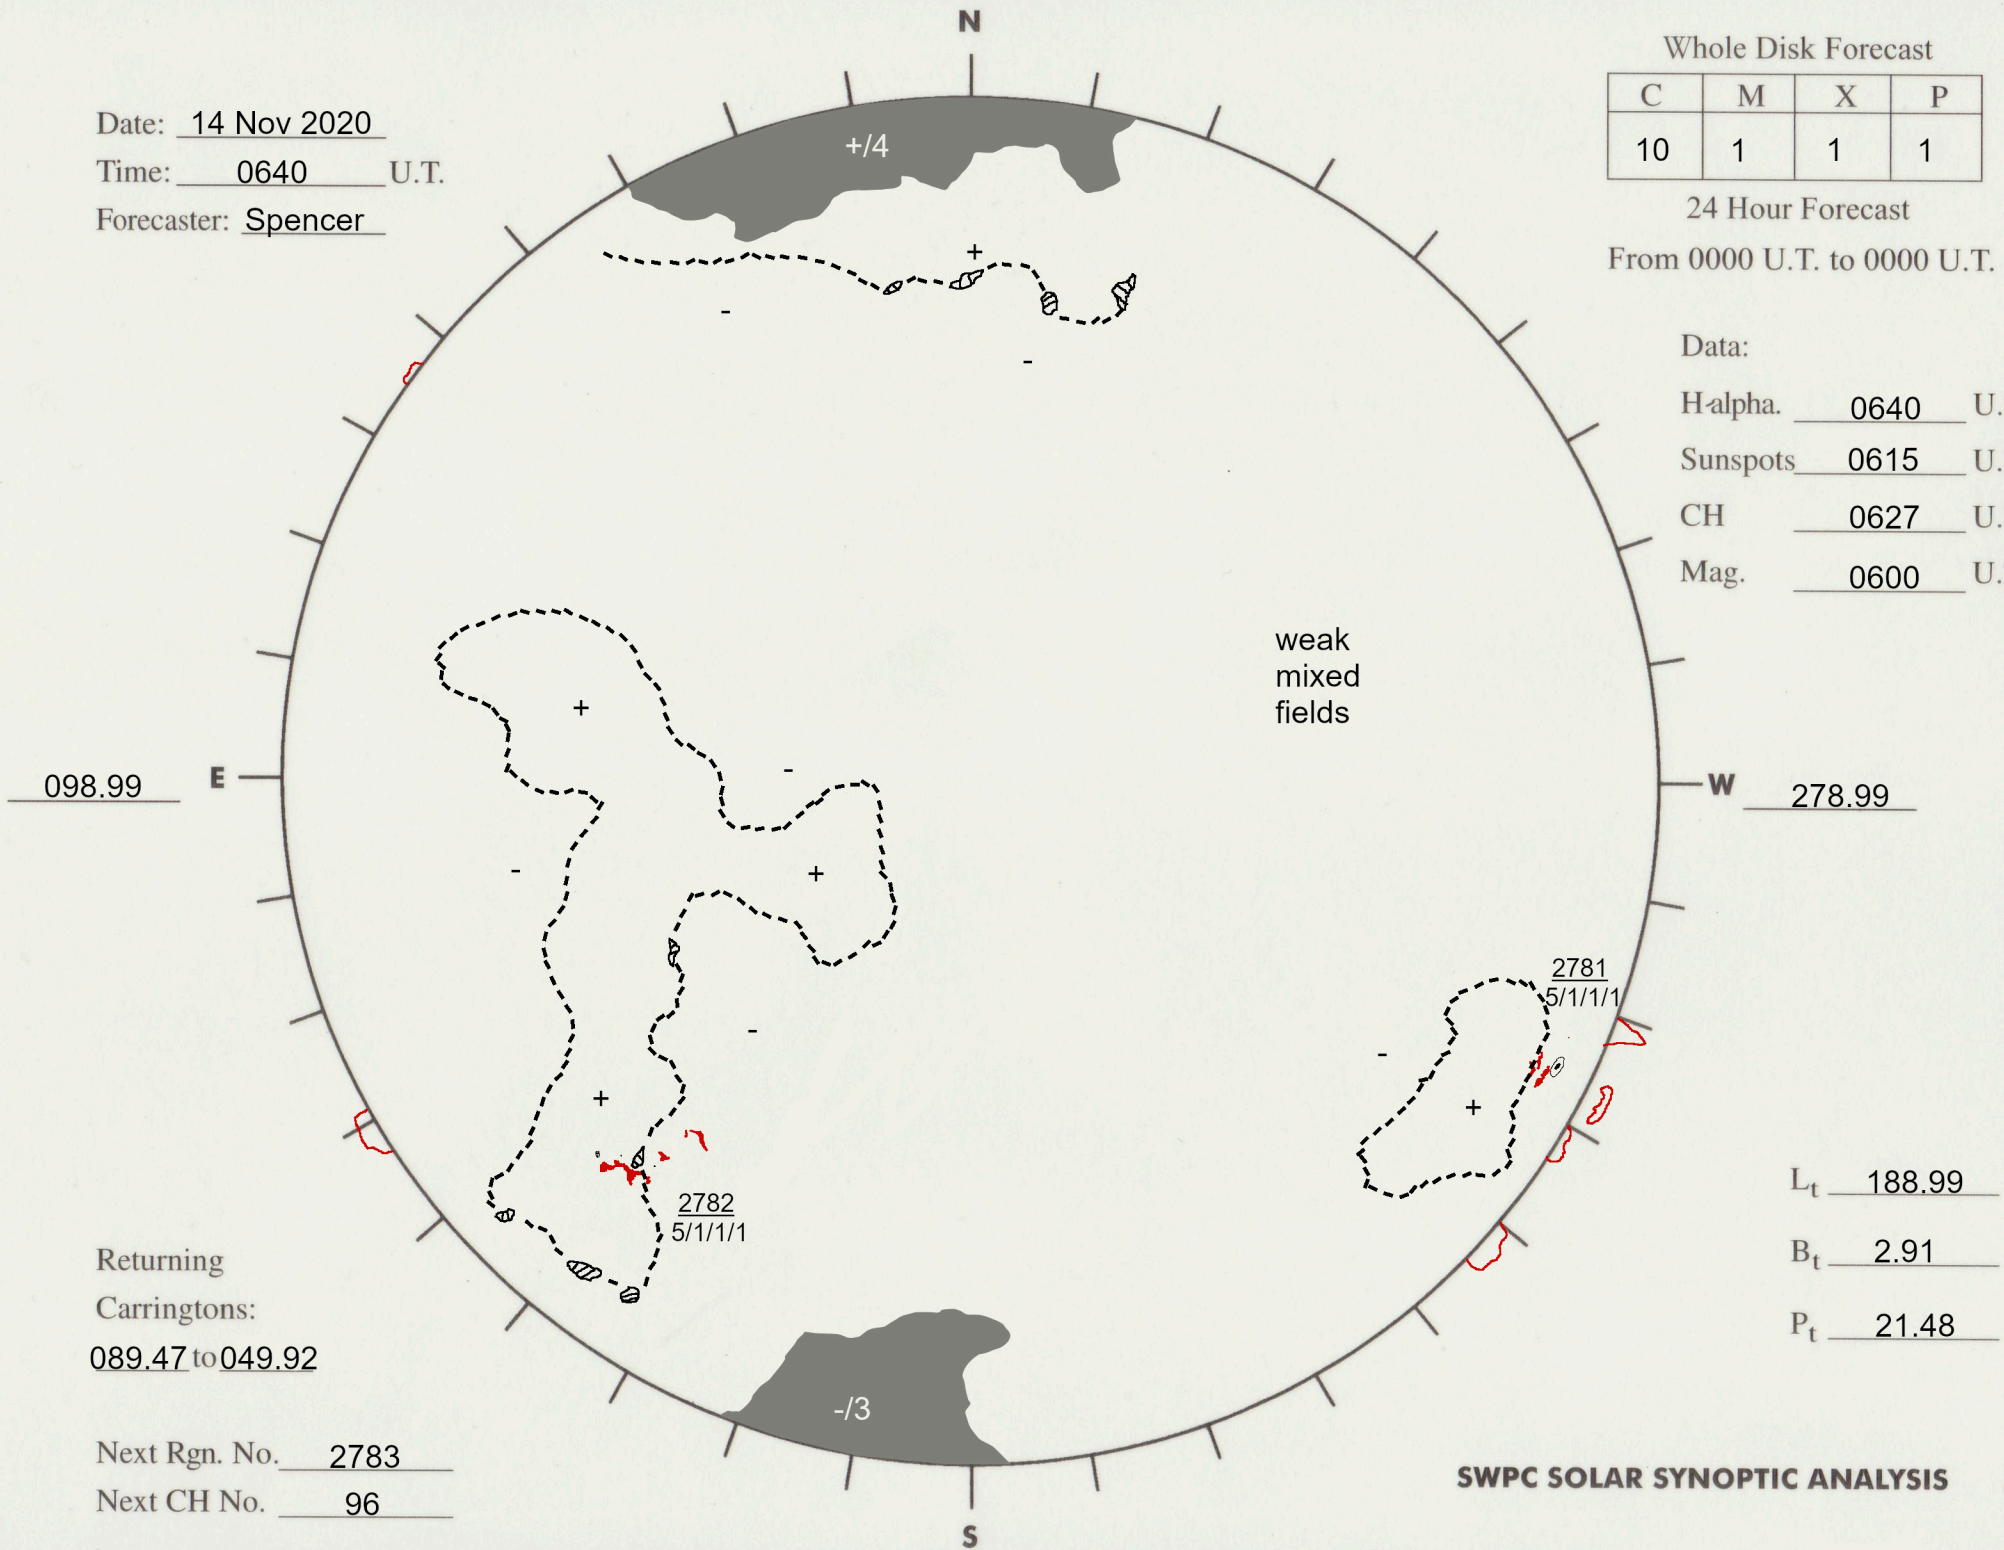 N
Whole Disk Forecast
C M X P
10 1 1 1
24 Hour Forecast
From 0000 U.T. to 0000 U.T.
Date: 14 Nov 2020
Time: 0640 U.T.
Forecaster: Spencer
+/4
+
-
-
Data:
H-alpha. 0640 U.
Sunspots 0615 U.
CH 0627 U.
Mag. 0600 U.
weak
mixed
fields
+
-
098.99 E
W 278.99
-
+
2781
5/1/1/1
-
-
+
+
2782
5/1/1/1
Lt 188.99
Bt 2.91
Pt 21.48
Returning
Carringtons:
089.47 to 049.92
-/3
Next Rgn. No. 2783
Next CH No. 96
SWPC SOLAR SYNOPTIC ANALYSIS
S